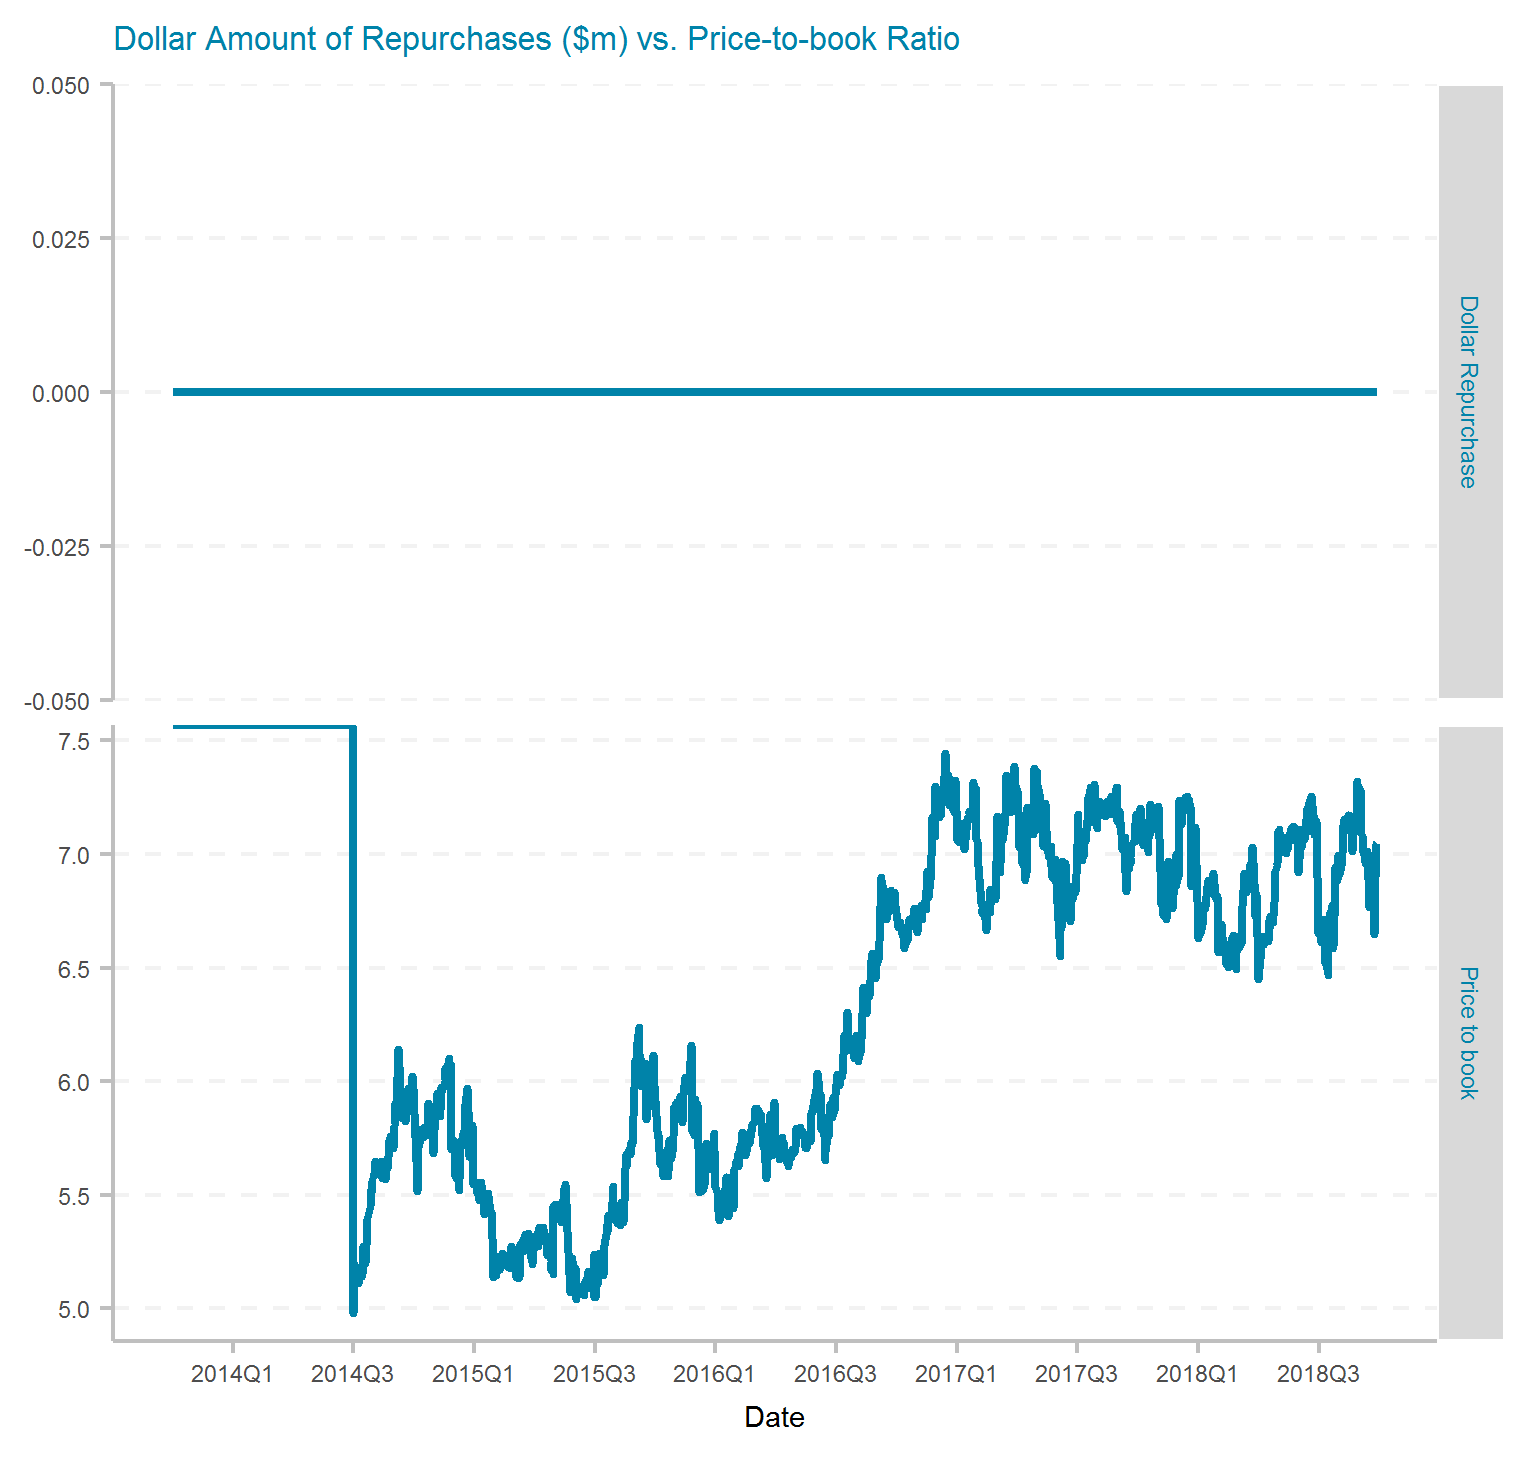 Dollar Amount of Repurchases ($m) vs. Price-to-book Ratio
0.050
0.025
0.000
-0.025
-0.050
Dollar Repurchase
7.5
7.0
6.5
6.0
5.5
5.0
Price to book
2014Q1 2014Q3 2015Q1 2015Q3 2016Q1 2016Q3 2017Q1 2017Q3 2018Q1 2018Q3
Date